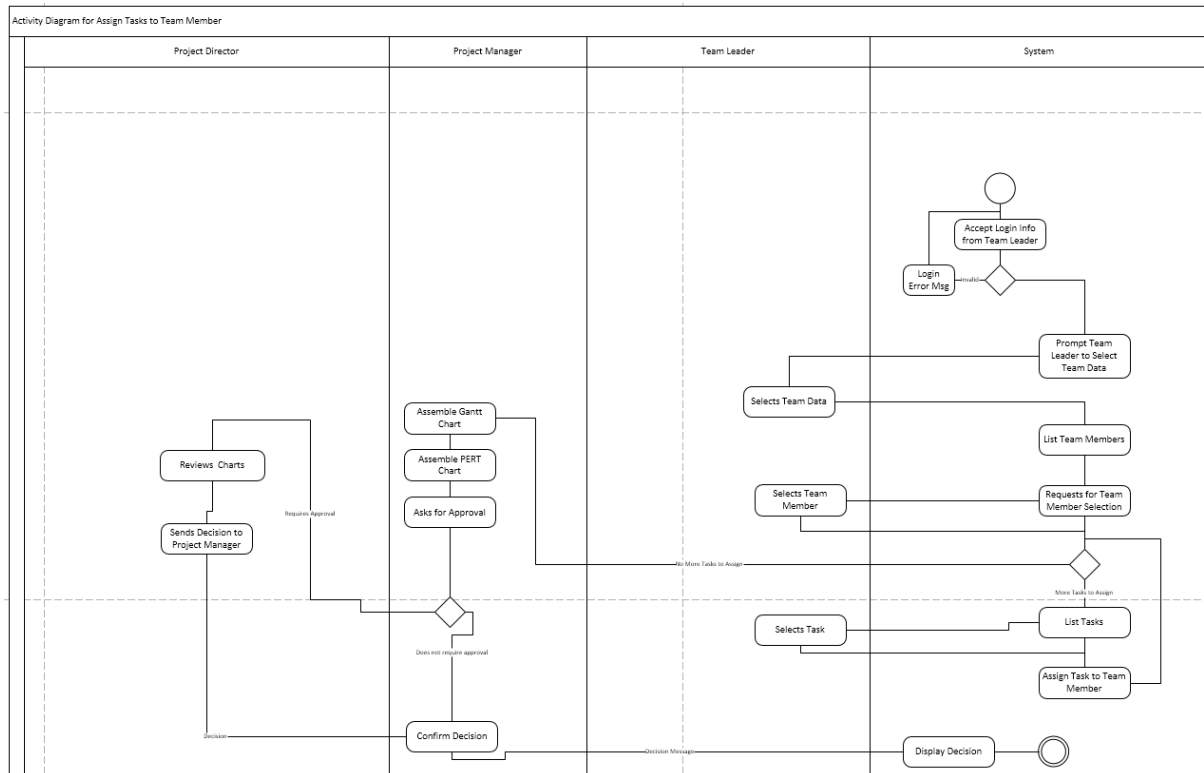 Activity Diagram for Assign Tasks to Team Member
Project Director
Project Manager
Team Leader
System
Accept Login Info
from Team Leader
Login
Error Msg
Invalid
Prompt Team
Leader to Select
Team Data
Selects Team Data
Assemble Gantt
Chart
List Team Members
Reviews Charts
Assemble PERT
Chart
Selects Team
Member
Requests for Team
Member Selection
Requires Approval
Asks for Approval
Sends Decision to
Project Manager
No More Tasks to Assign
More Tasks to Assign
Selects Task
List Tasks
Does not require approval
Assign Task to Team
Member
Decision
Confirm Decision
Decision Message
Display Decision